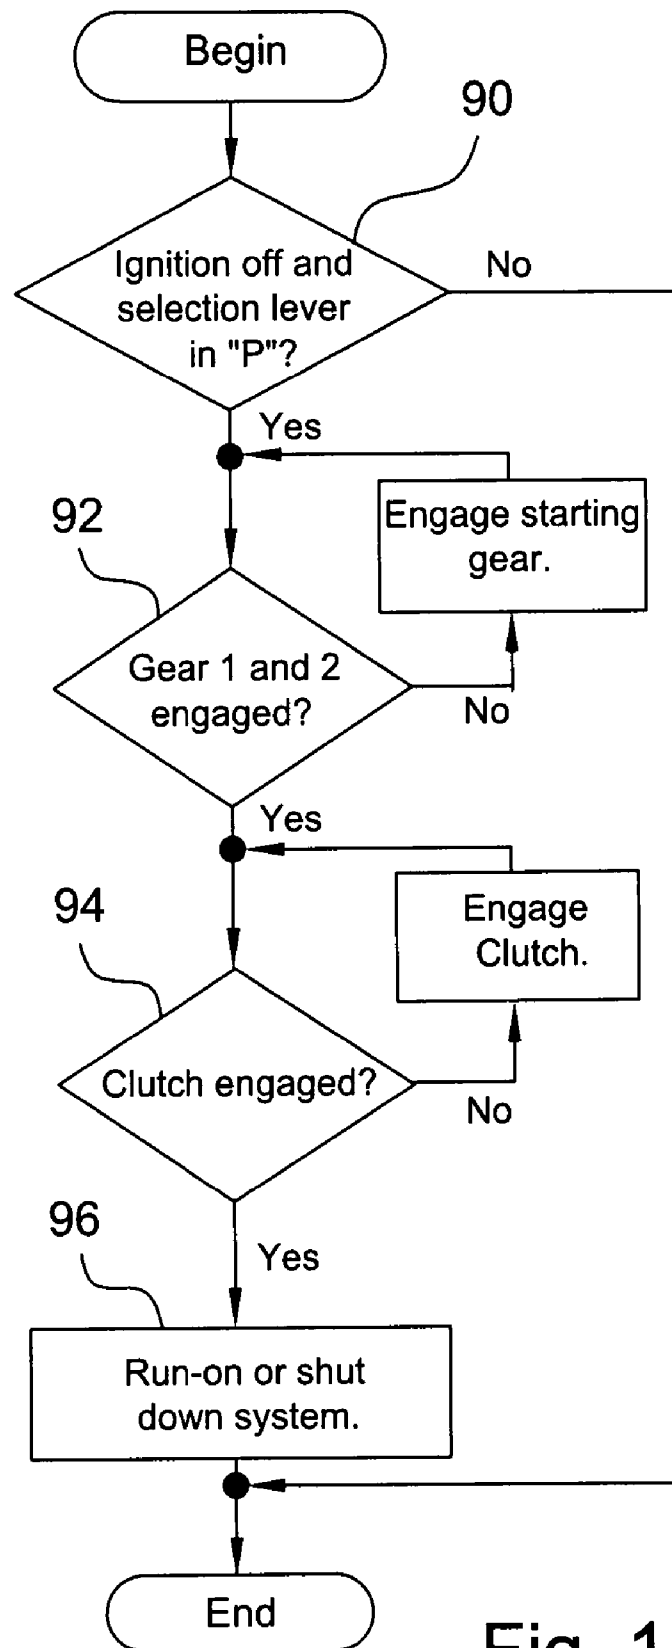 Begin
90
Ignition off and
selection lever
in "P"?
No
Yes
Engage starting
gear.
92
Gear 1 and 2
engaged?
No
Yes
94
Engage
Clutch.
Clutch engaged?
No
96
Yes
Run-on or shut
down system.
End